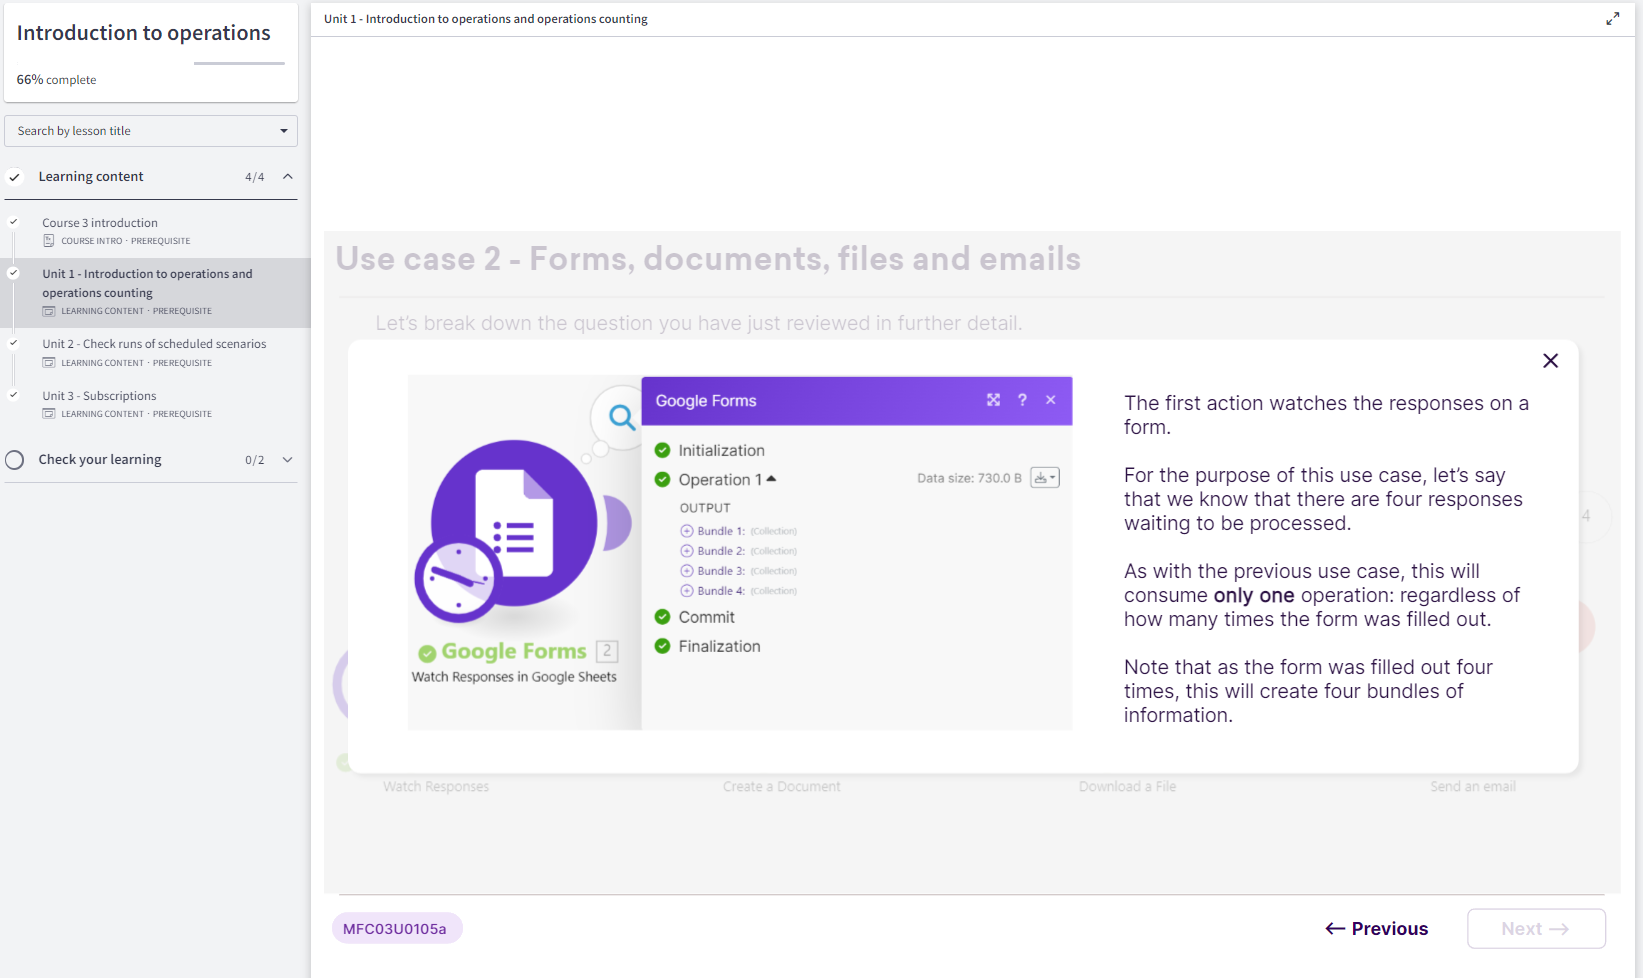 Introduction to operations
66% complete
Search by lesson title
Learning content 4/4
Course 3 introduction
COURSE INTRO · PREREQUISITE
Unit 1 - Introduction to operations and
operations counting
LEARNING CONTENT · PREREQUISITE
Unit 2 - Check runs of scheduled scenarios
LEARNING CONTENT · PREREQUISITE
Unit 3 - Subscriptions
LEARNING CONTENT · PREREQUISITE
Check your learning 0/2
Unit 1 - Introduction to operations and operations counting
Use case 2 - Forms, documents, files and emails
Let's break down the question you have just reviewed in further detail.
Google Forms ?
Initialization
Operation 1 Data size: 730.0 B
OUTPUT
Bundle 1: (Collection)
Bundle 2: (Collection)
Bundle 3: (Collection)
Bundle 4: (Collection)
Commit
Finalization
Google Forms 2
Watch Responses in Google Sheets
The first action watches the responses on a
form.
For the purpose of this use case, let's say
that we know that there are four responses
waiting to be processed.
As with the previous use case, this will
consume only one operation: regardless of
how many times the form was filled out.
Note that as the form was filled out four
times, this will create four bundles of
information.
4
Watch Responses
Create a Document
Download a File
Send an email
MFC03U0105a
← Previous
Next →